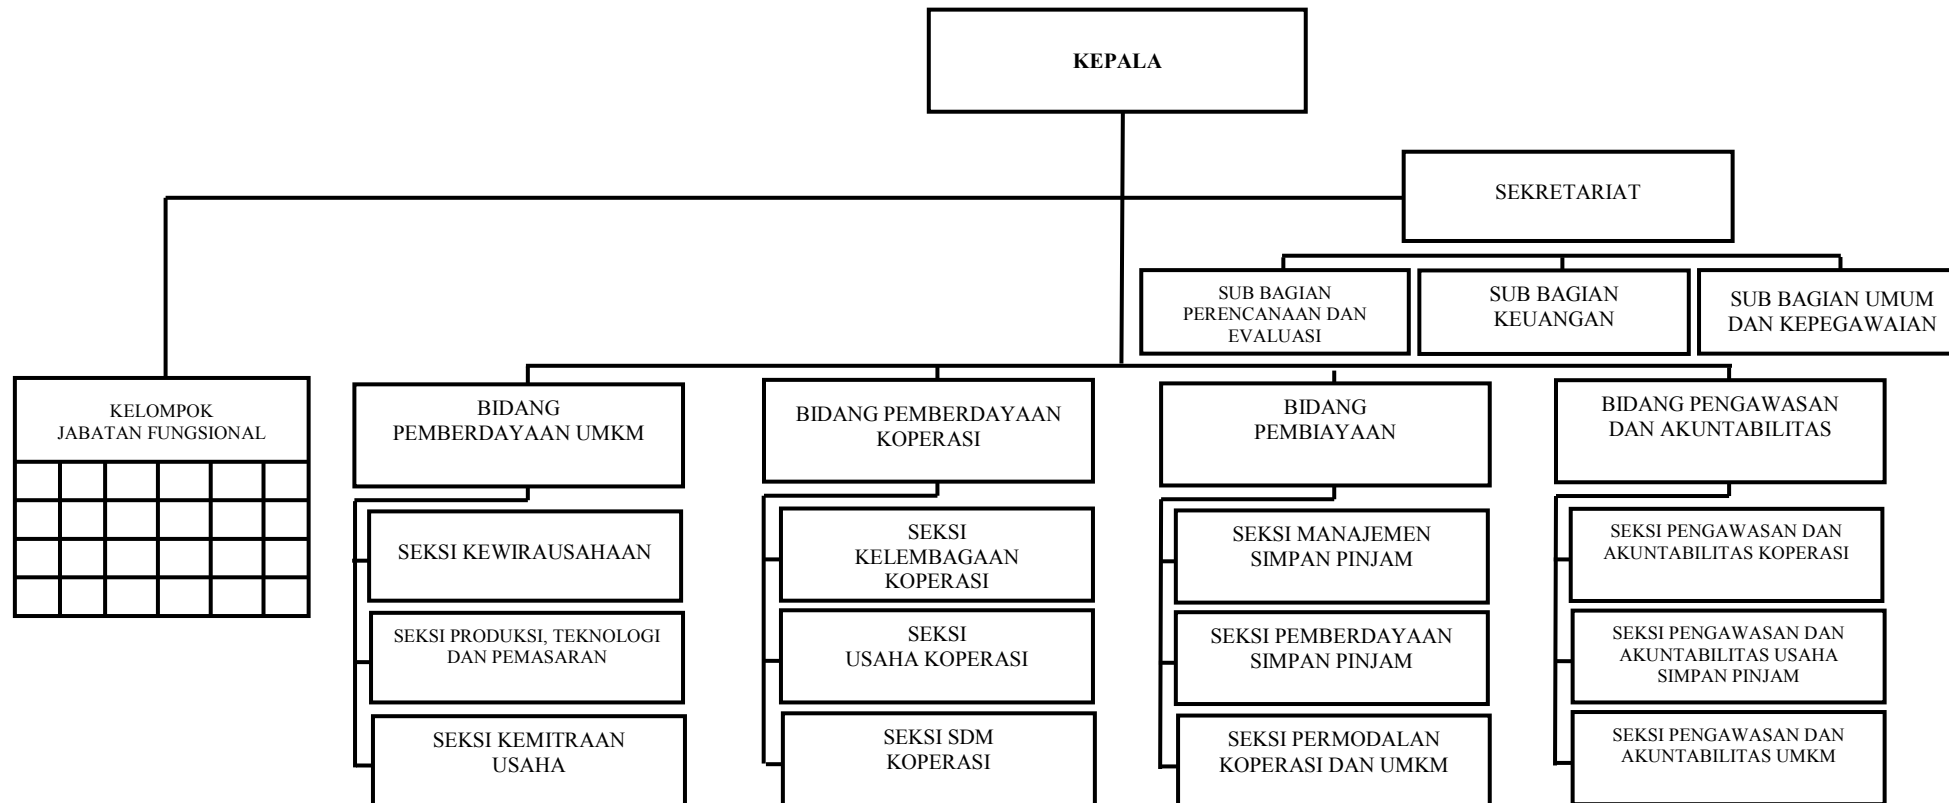 KEPALA
SEKRETARIAT
SUB BAGIAN
PERENCANAAN DAN
EVALUASI
SUB BAGIAN
KEUANGAN
SUB BAGIAN UMUM
DAN KEPEGAWAIAN
KELOMPOK
JABATAN FUNGSIONAL
BIDANG
PEMBERDAYAAN UMKM
BIDANG PEMBERDAYAAN
KOPERASI
BIDANG
PEMBIAYAAN
BIDANG PENGAWASAN
DAN AKUNTABILITAS
SEKSI KEWIRAUSAHAAN
SEKSI
KELEMBAGAAN
KOPERASI
SEKSI MANAJEMEN
SIMPAN PINJAM
SEKSI PENGAWASAN DAN
AKUNTABILITAS KOPERASI
SEKSI PRODUKSI, TEKNOLOGI
DAN PEMASARAN
SEKSI
USAHA KOPERASI
SEKSI PEMBERDAYAAN
SIMPAN PINJAM
SEKSI PENGAWASAN DAN
AKUNTABILITAS USAHA
SIMPAN PINJAM
SEKSI KEMITRAAN
USAHA
SEKSI SDM
KOPERASI
SEKSI PERMODALAN
KOPERASI DAN UMKM
SEKSI PENGAWASAN DAN
AKUNTABILITAS UMKM